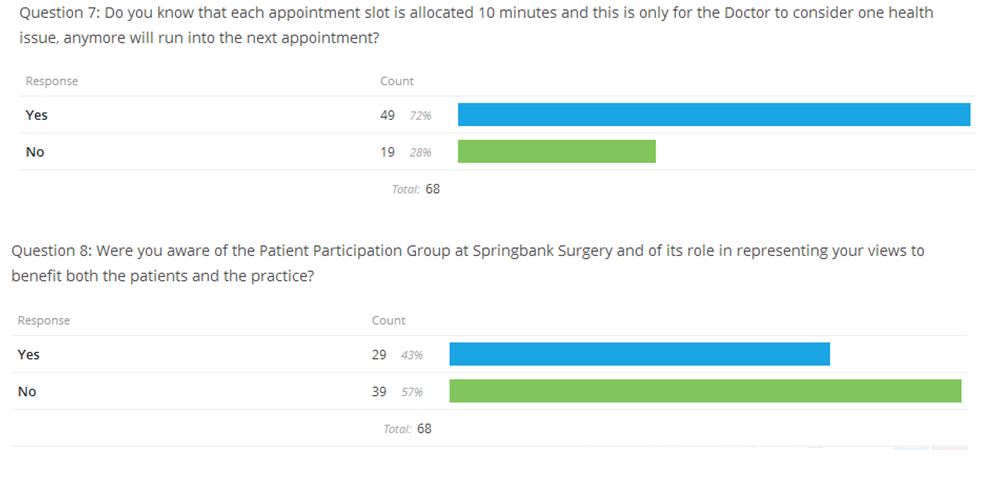 Question 7: Do you know that each appointment slot is allocated 10 minutes and this is only for the Doctor to consider one health
issue, anymore will run into the next appointment?
Response Count
Yes 49 72%
No 19 28%
Total: 68
Question 8: Were you aware of the Patient Participation Group at Springbank Surgery and of its role in representing your views to
benefit both the patients and the practice?
Response Count
Yes 29 43%
No 39 57%
Total: 68